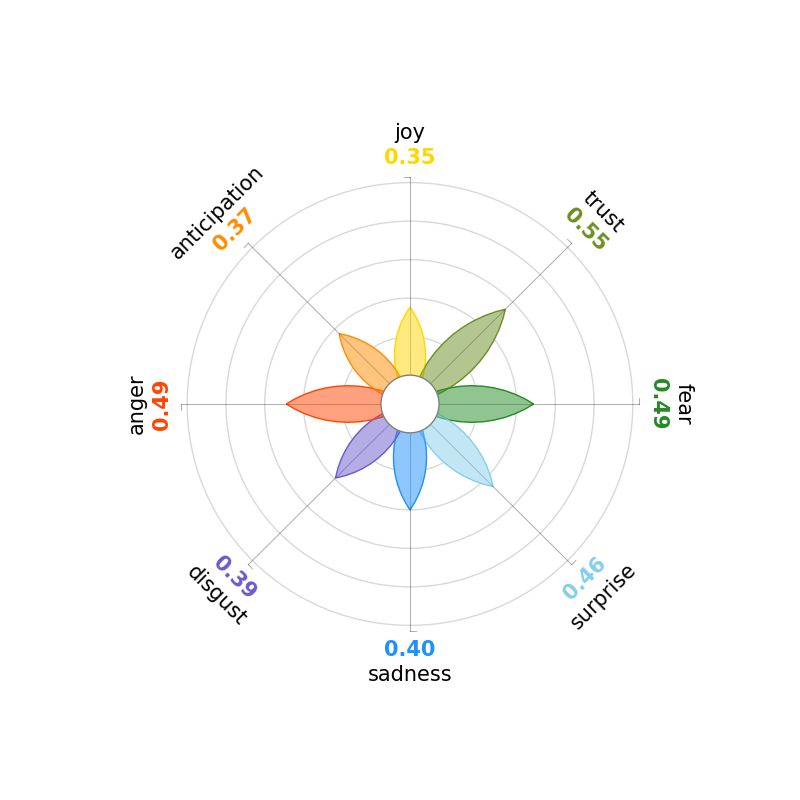 joy
0.35
trust
0.55
fear
0.49
surprise
0.46
sadness
0.40
disgust
0.39
anger
0.49
anticipation
0.37